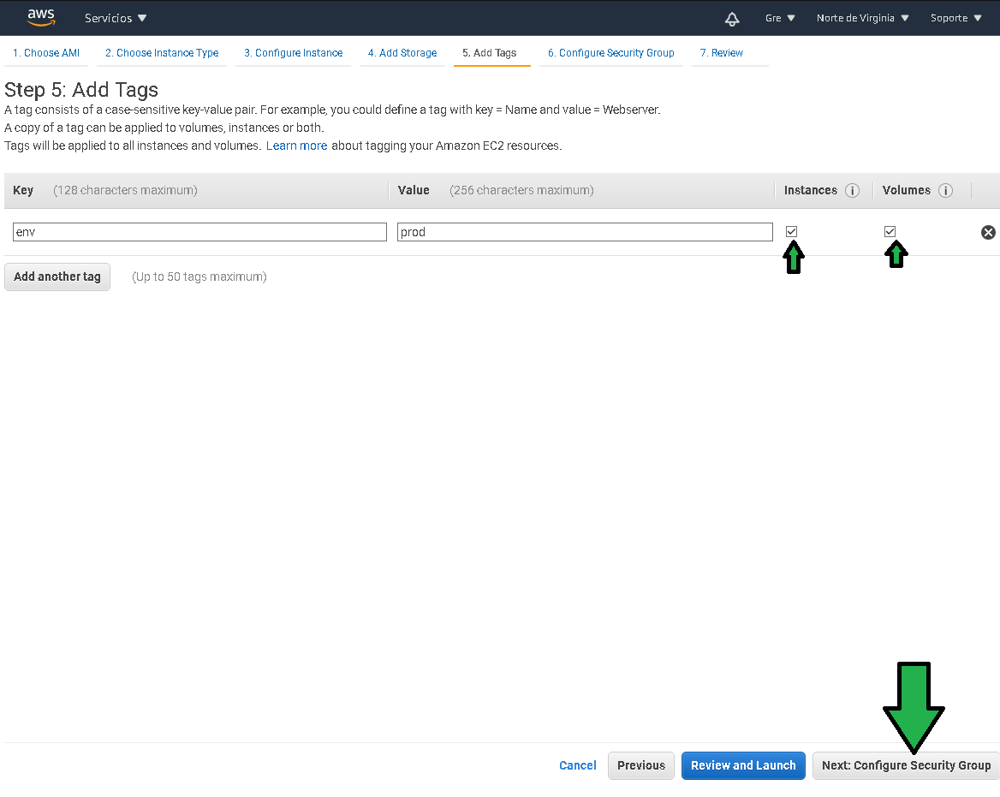 aws Servicios Gre Norte de Virginia Soporte
1. Choose AMI 2. Choose Instance Type 3. Configure Instance 4. Add Storage 5. Add Tags 6. Configure Security Group 7. Review
Step 5: Add Tags
A tag consists of a case-sensitive key-value pair. For example, you could define a tag with key = Name and value = Webserver.
A copy of a tag can be applied to volumes, instances or both.
Tags will be applied to all instances and volumes. Learn more about tagging your Amazon EC2 resources.
Key (128 characters maximum) Value (256 characters maximum) Instances i Volumes i
env prod
Add another tag (Up to 50 tags maximum)
Cancel Previous Review and Launch Next: Configure Security Group